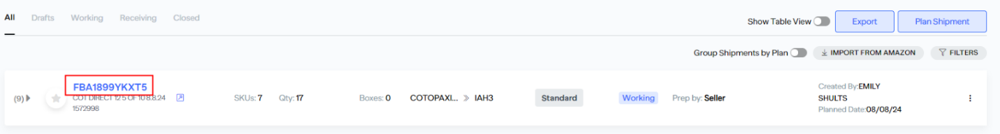 All Drafts Working Receiving Closed
Show Table View Export Plan Shipment
Group Shipments by Plan IMPORT FROM AMAZON FILTERS
FBA1899YKXT5
(9) COT DIRECT 12 5 OF 10 8.8.24
1572998
SKUs: 7 Qty: 17 Boxes: 0 COTOPAXI... IAH3 Standard Working Prep by: Seller
Created By:EMILY
SHULTS
Planned Date:08/08/24